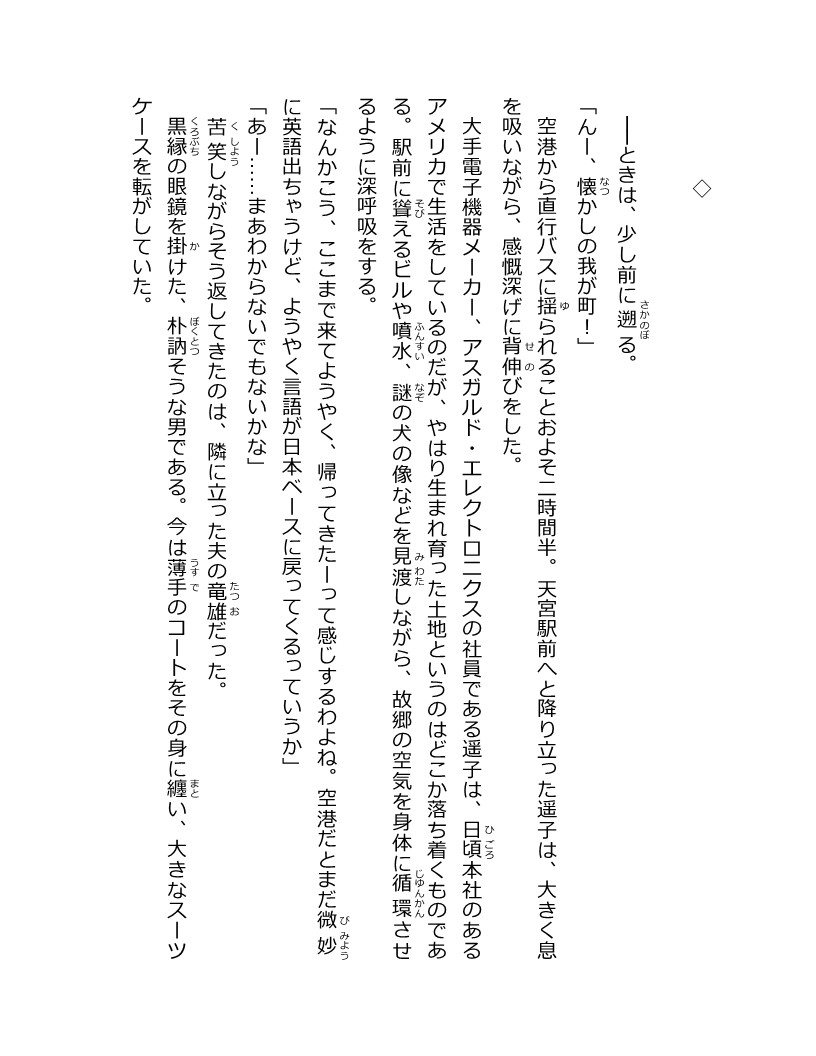 ◇
――ときは、少し前に遡る。
「んー、懐かしの我が町！」
空港から直行バスに揺られることおよそ二時間半。天宮駅前へと降り立った遥子は、大きく息
を吸いながら、感慨深げに背伸びをした。
大手電子機器メーカー、アスガルド・エレクトロニクスの社員である遥子は、日頃本社のある
アメリカで生活をしているのだが、やはり生まれ育った土地というのはどこか落ち着くものであ
る。駅前に聳えるビルや噴水、謎の犬の像などを見渡しながら、故郷の空気を身体に循環させ
るように深呼吸をする。
「なんかこう、ここまで来てようやく、帰ってきたーって感じするわよね。空港だとまだ微妙
に英語出ちゃうけど、ようやく言語が日本ベースに戻ってくるっていうか」
「あー……まあわからないでもないかな」
苦笑しながらそう返してきたのは、隣に立った夫の竜雄だった。
黒縁の眼鏡を掛けた、朴訥そうな男である。今は薄手のコートをその身に纏い、大きなスーツ
ケースを転がしていた。